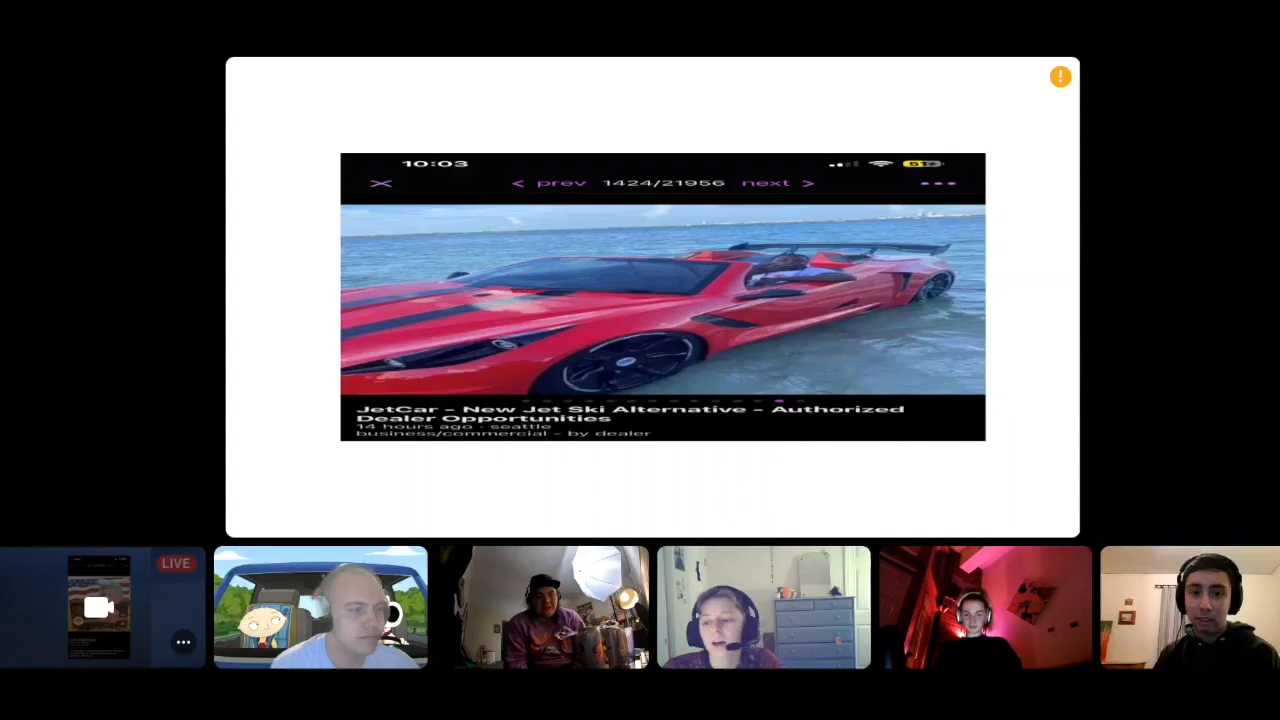 10:03
51
< prev 1424/21956 next >
JetCar - New Jet Ski Alternative - Authorized
Dealer Opportunities
14 hours ago - seattle
business/commercial - by dealer
LIVE